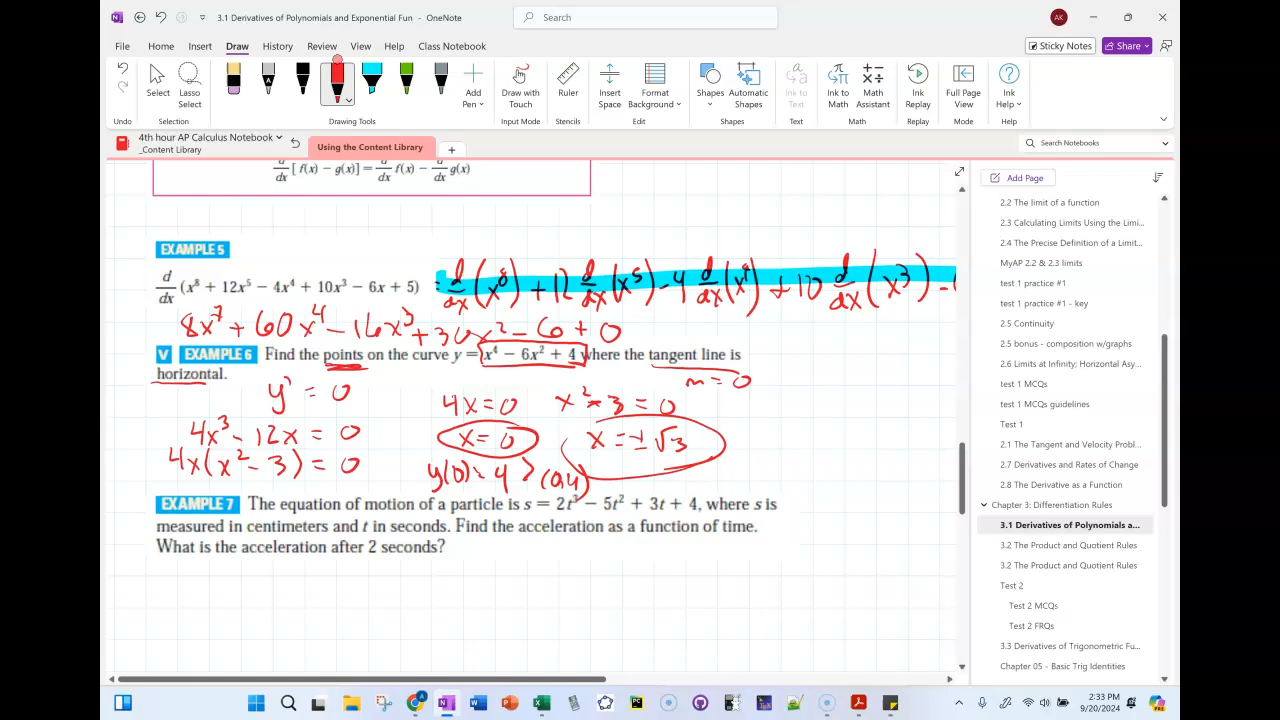 3.1 Derivatives of Polynomials and Exponential Fun - OneNote
Search
AK
File Home Insert Draw History Review View Help Class Notebook
Sticky Notes
Share
Undo
Select
Lasso Select
Add Pen
Draw with Touch
Ruler
Insert Space
Format Background
Shapes
Automatic Shapes
Ink to Text
Ink to Math
Math Assistant
Ink Replay
Full Page View
Ink Help
Undo Selection Drawing Tools Input Mode Stencils Edit Shapes Text Math Replay Mode Help
4th hour AP Calculus Notebook
_Content Library
Using the Content Library
+
Search Notebooks
d/dx [ f(x) − g(x)] = d/dx f(x) − d/dx g(x)
EXAMPLE 5
d/dx (x⁸ + 12x⁵ − 4x⁴ + 10x³ − 6x + 5) = d/dx (x⁸) + 12 d/dx (x⁵) - 4 d/dx (x⁴) + 10 d/dx (x³) -
8x⁷ + 60x⁴ - 16x³ + 30x² - 6 + 0
V EXAMPLE 6 Find the points on the curve y = x⁴ − 6x² + 4 where the tangent line is
horizontal.
m = 0
y' = 0
4x = 0 x² - 3 = 0
4x³ - 12x = 0
x = 0 x = ± √3
4x(x² - 3) = 0
y(0) = 4 > (0,4)
EXAMPLE 7 The equation of motion of a particle is s = 2t³ − 5t² + 3t + 4, where s is
measured in centimeters and t in seconds. Find the acceleration as a function of time.
What is the acceleration after 2 seconds?
Add Page
2.2 The limit of a function
2.3 Calculating Limits Using the Limi...
2.4 The Precise Definition of a Limit...
MyAP 2.2 & 2.3 limits
test 1 practice #1
test 1 practice #1 - key
2.5 Continuity
2.5 bonus - composition w/graphs
2.6 Limits at Infinity; Horizontal Asy...
test 1 MCQs
test 1 MCQs guidelines
Test 1
2.1 The Tangent and Velocity Probl...
2.7 Derivatives and Rates of Change
2.8 The Derivative as a Function
Chapter 3: Differentiation Rules
3.1 Derivatives of Polynomials a...
3.2 The Product and Quotient Rules
3.2 The Product and Quotient Rules
Test 2
Test 2 MCQs
Test 2 FRQs
3.3 Derivatives of Trigonometric Fu...
Chapter 05 - Basic Trig Identities
2:33 PM
9/20/2024